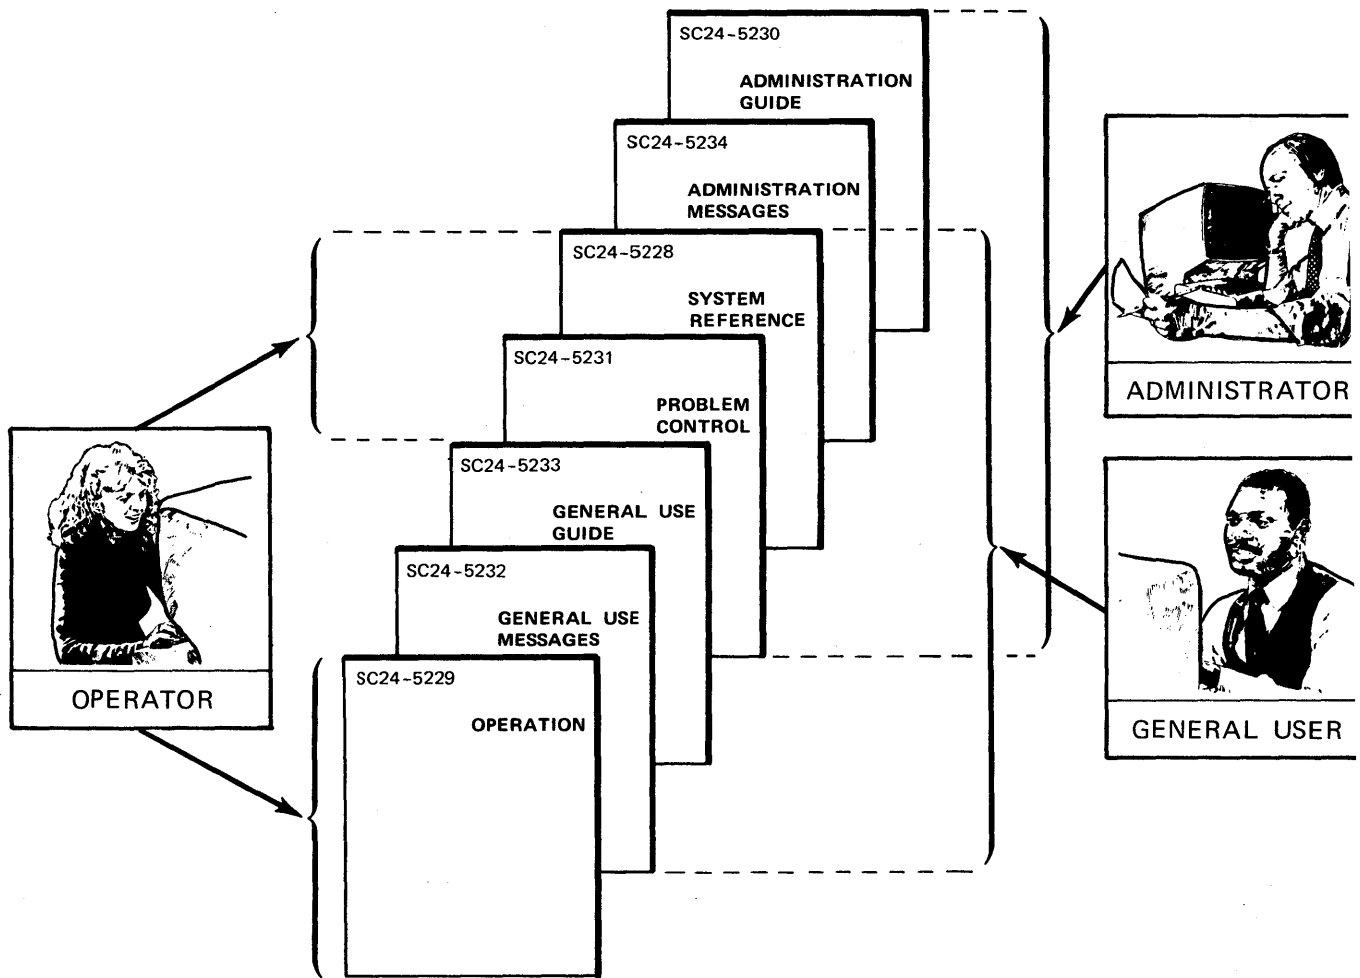 SC24-5230
ADMINISTRATION
GUIDE
SC24-5234
ADMINISTRATION
MESSAGES
SC24-5228
SYSTEM
REFERENCE
SC24-5231
PROBLEM
CONTROL
SC24-5233
GENERAL USE
GUIDE
SC24-5232
GENERAL USE
MESSAGES
SC24-5229
OPERATION
OPERATOR
ADMINISTRATOR
GENERAL USER